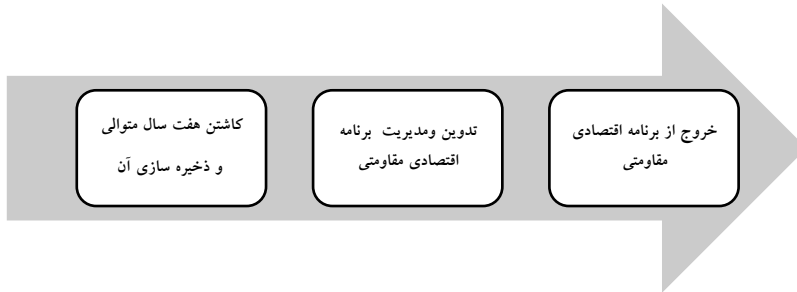 کاشتن هفت سال متوالی
و ذخیره سازی آن
تدوین ومدیریت برنامه
اقتصادی مقاومتی
خروج از برنامه اقتصادی
مقاومتی